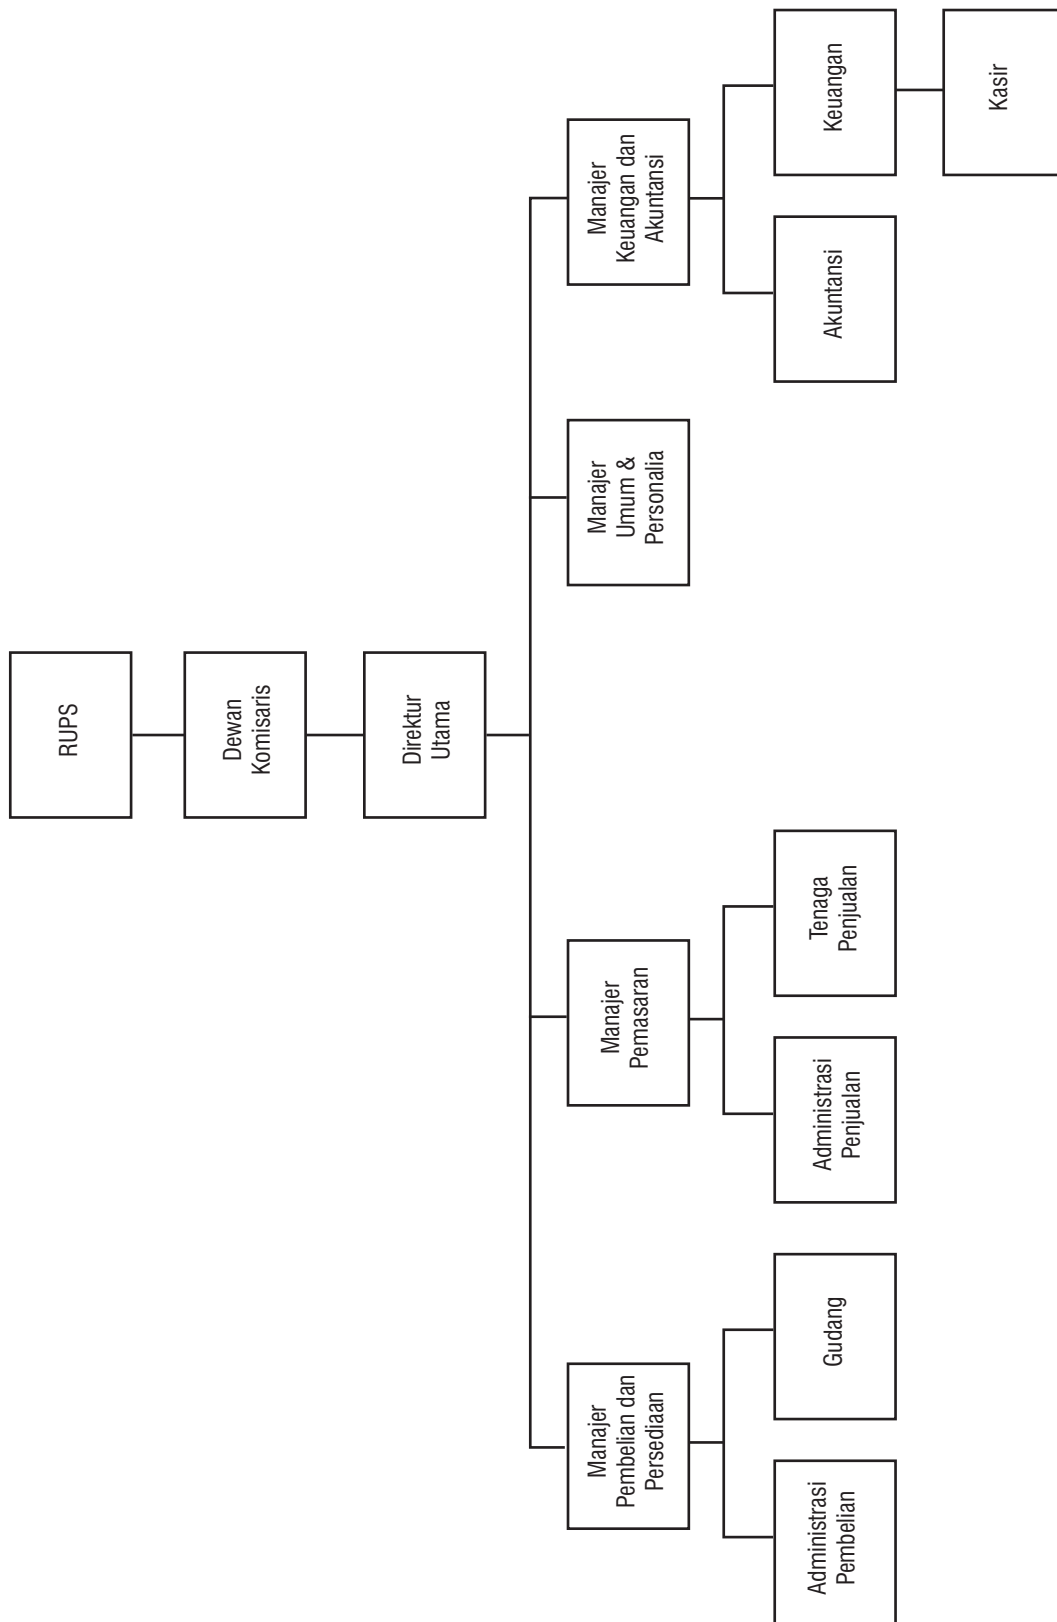 RUPS
Dewan
Komisaris
Direktur
Utama
Manajer
Pembelian dan
Persediaan
Manajer
Pemasaran
Manajer
Umum &
Personalia
Manajer
Keuangan dan
Akuntansi
Administrasi
Pembelian
Gudang
Administrasi
Penjualan
Tenaga
Penjualan
Akuntansi
Keuangan
Kasir